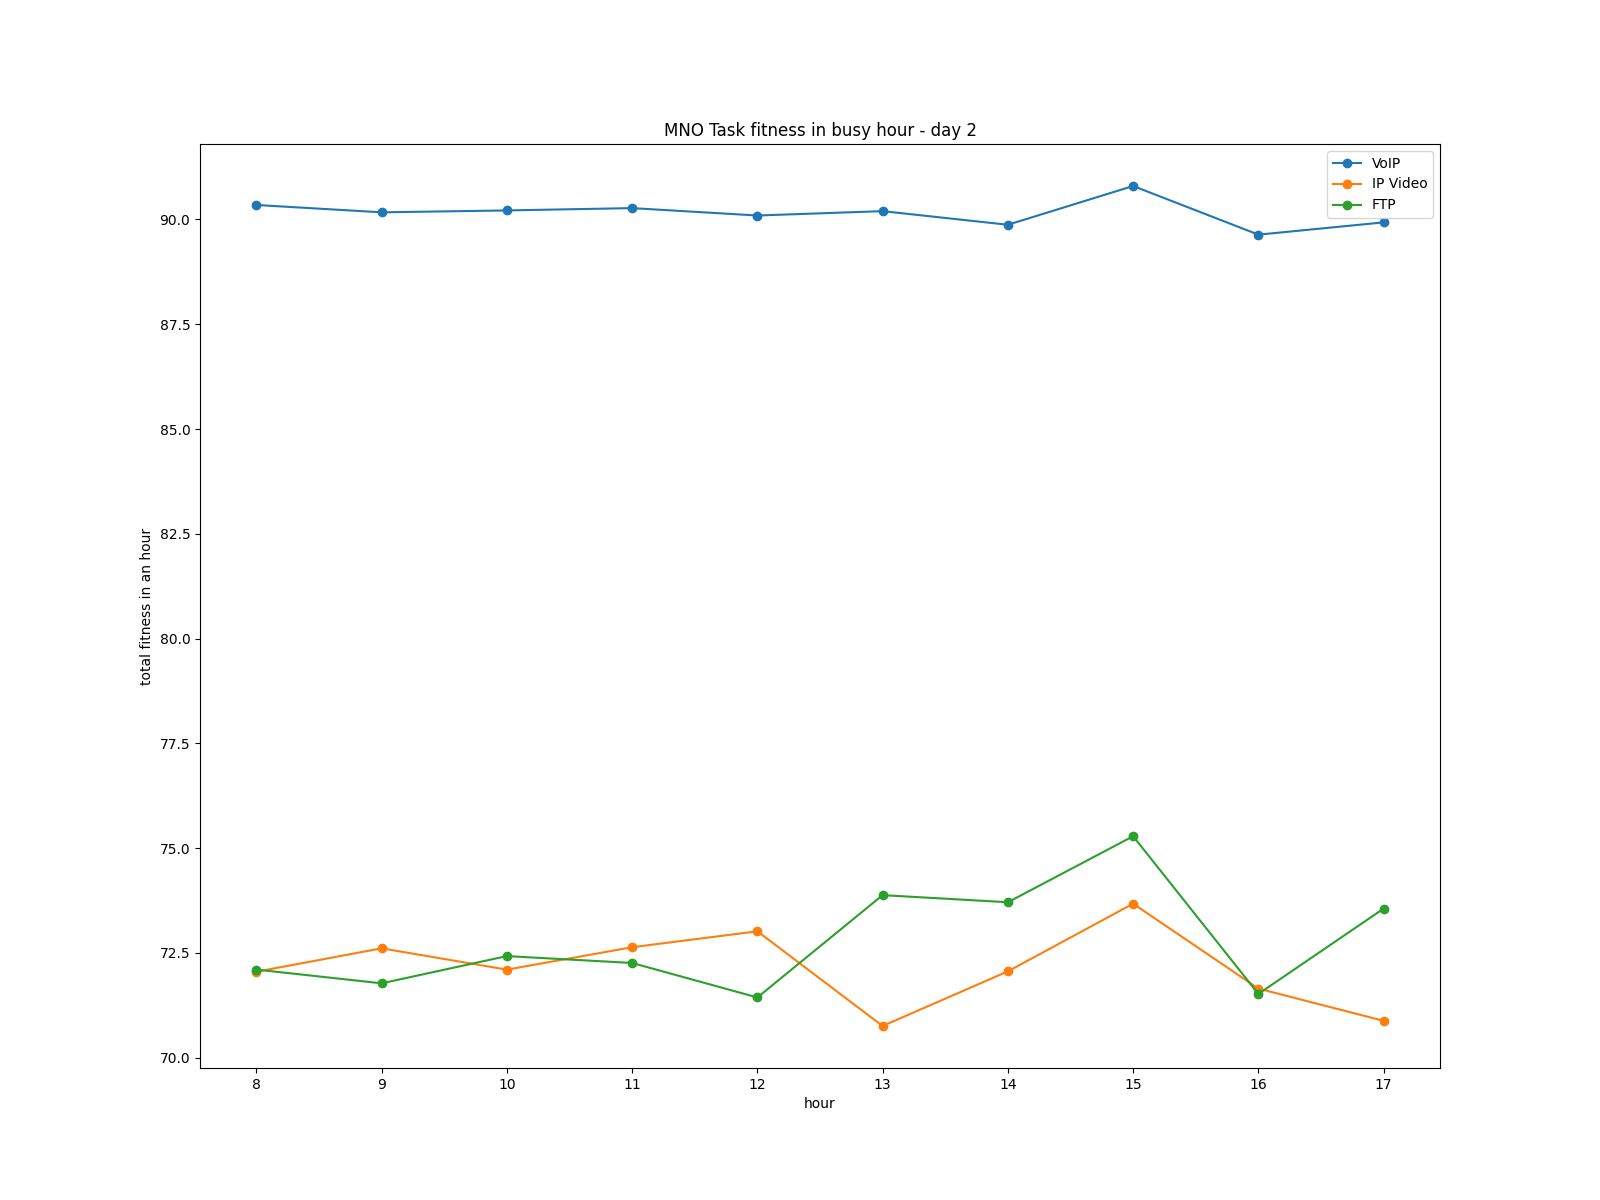 MNO Task fitness in busy hour - day 2
VoIP
IP Video
FTP
90.0
87.5
85.0
82.5
80.0
77.5
75.0
72.5
70.0
total fitness in an hour
8 9 10 11 12 13 14 15 16 17
hour